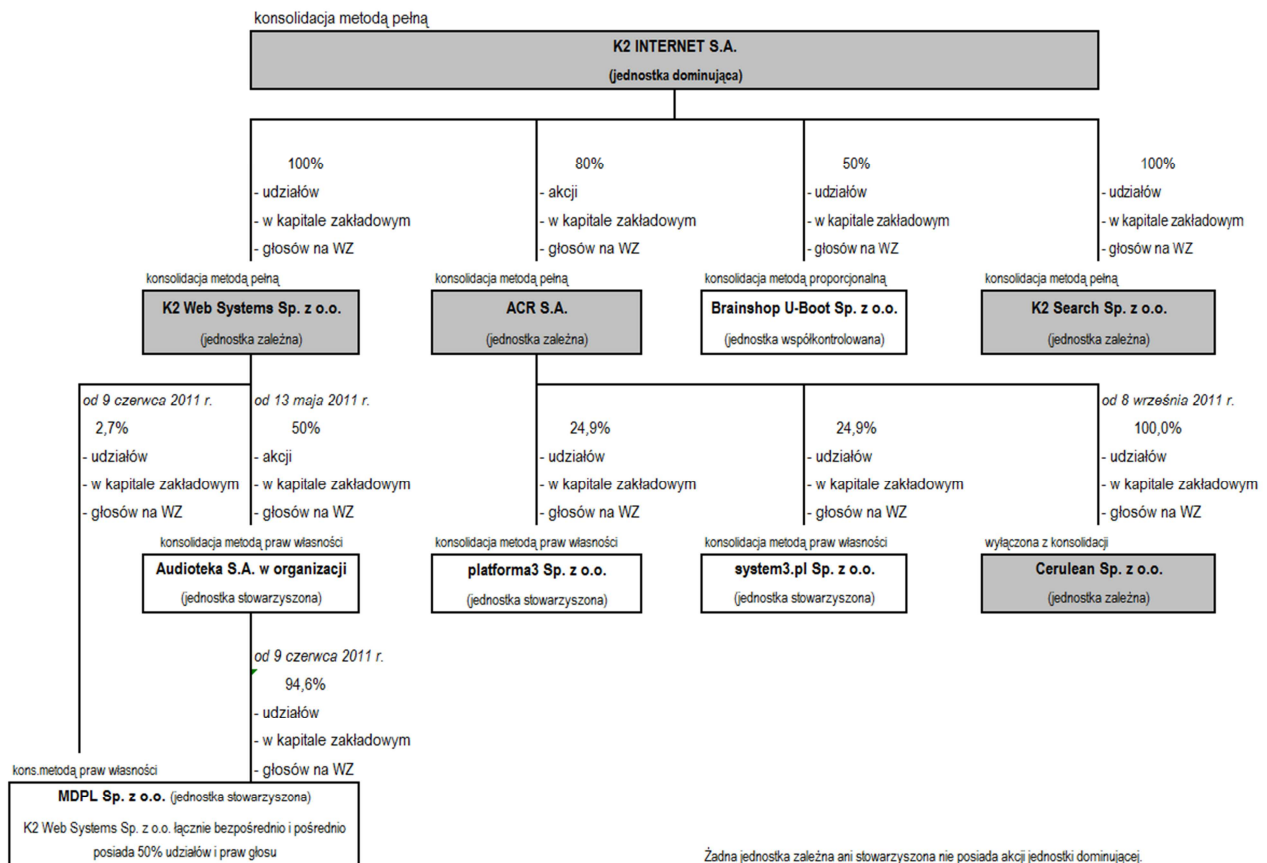 konsolidacja metodą pełną
K2 INTERNET S.A.
(jednostka dominująca)
100%
- udziałów
- w kapitale zakładowym
- głosów na WZ
80%
- akcji
- w kapitale zakładowym
- głosów na WZ
50%
- udziałów
- w kapitale zakładowym
- głosów na WZ
100%
- udziałów
- w kapitale zakładowym
- głosów na WZ
konsolidacja metodą pełną
K2 Web Systems Sp. z o.o.
(jednostka zależna)
konsolidacja metodą pełną
ACR S.A.
(jednostka zależna)
konsolidacja metodą proporcjonalną
Brainshop U-Boot Sp. z o.o.
(jednostka współkontrolowana)
konsolidacja metodą pełną
K2 Search Sp. z o.o.
(jednostka zależna)
od 9 czerwca 2011 r.
2,7%
- udziałów
- w kapitale zakładowym
- głosów na WZ
od 13 maja 2011 r.
50%
- akcji
- w kapitale zakładowym
- głosów na WZ
24,9%
- udziałów
- w kapitale zakładowym
- głosów na WZ
24,9%
- udziałów
- w kapitale zakładowym
- głosów na WZ
od 8 września 2011 r.
100,0%
- udziałów
- w kapitale zakładowym
- głosów na WZ
konsolidacja metodą praw własności
Audioteka S.A. w organizacji
(jednostka stowarzyszona)
konsolidacja metodą praw własności
platforma3 Sp. z o.o.
(jednostka stowarzyszona)
konsolidacja metodą praw własności
system3.pl Sp. z o.o.
(jednostka stowarzyszona)
wyłączona z konsolidacji
Cerulean Sp. z o.o.
(jednostka zależna)
od 9 czerwca 2011 r.
94,6%
- udziałów
- w kapitale zakładowym
- głosów na WZ
kons.metodą praw własności
MDPL Sp. z o.o. (jednostka stowarzyszona)
K2 Web Systems Sp. z o.o. łącznie bezpośrednio i pośrednio
posiada 50% udziałów i praw głosu
Żadna jednostka zależna ani stowarzyszona nie posiada akcji jednostki dominującej.